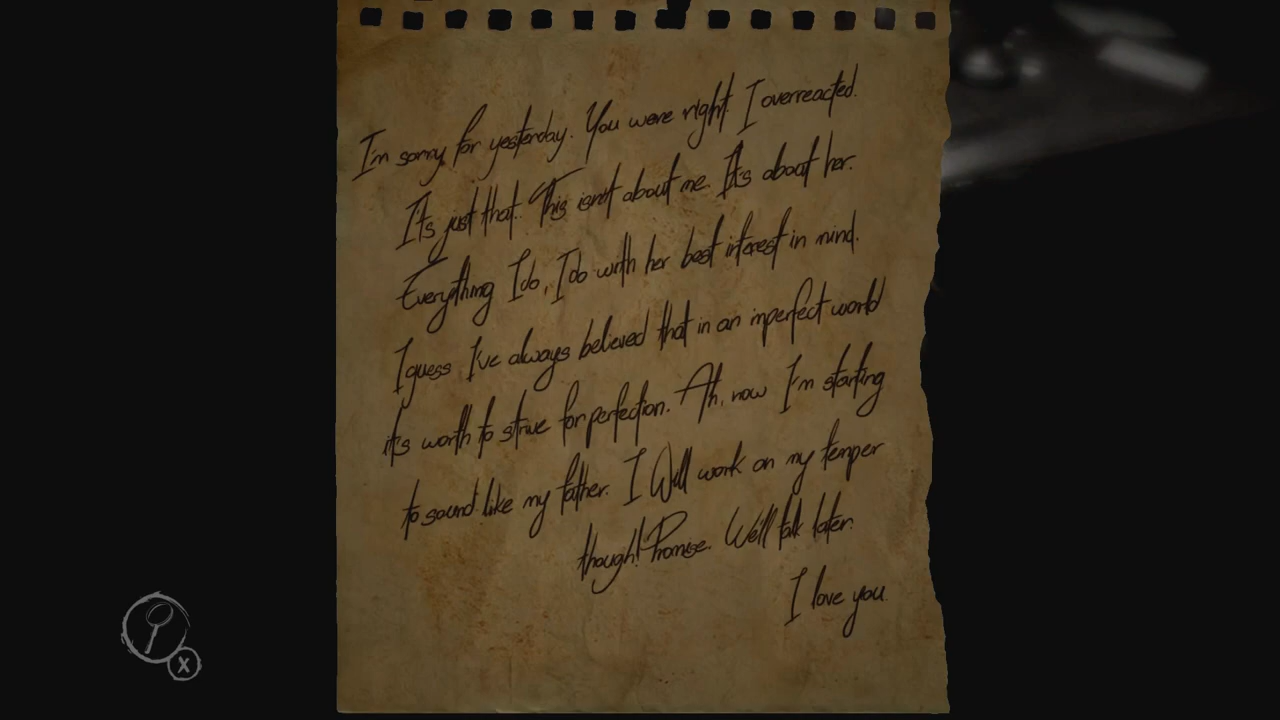 I'm sorry for yesterday. You were right. I overreacted.
It's just that.. This isn't about me. It's about her.
Everything I do, I do with her best interest in mind.
I guess I've always believed that in an imperfect world
it's worth to strive for perfection. Ah, now I'm starting
to sound like my father. I Will work on my temper
though! Promise. We'll talk later.
I love you.
X